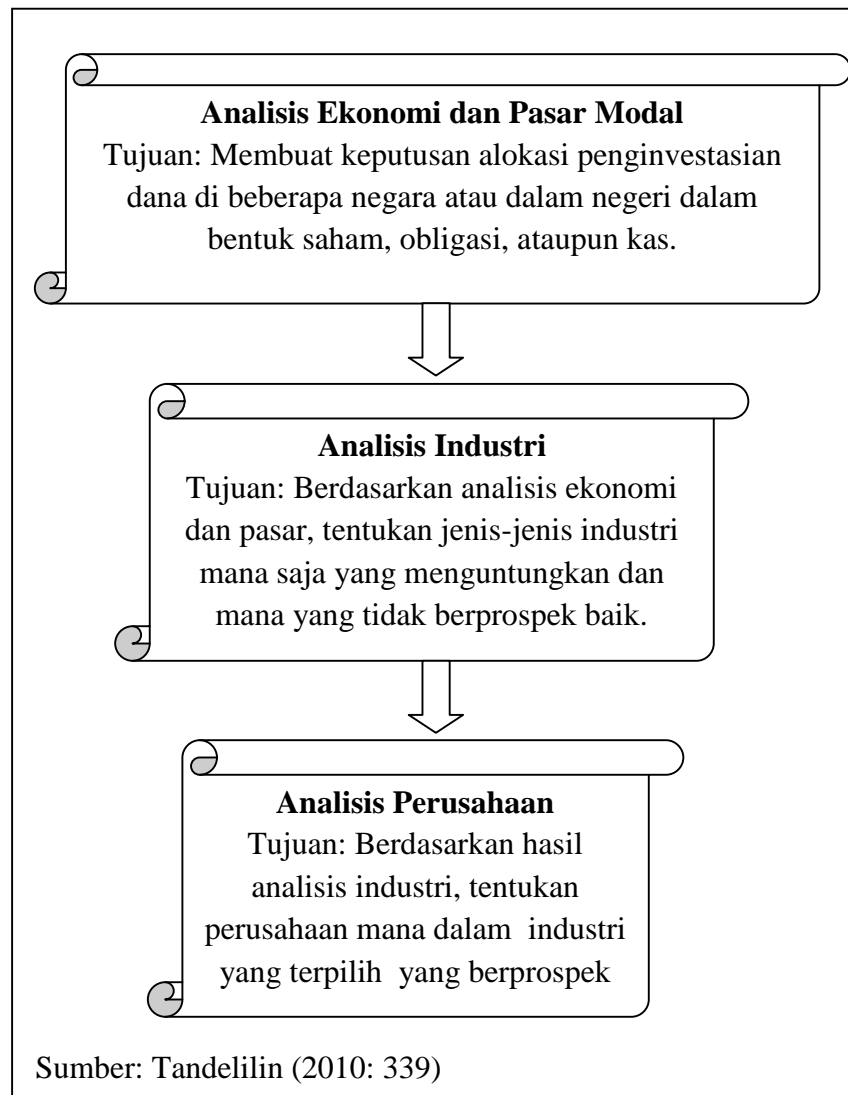 Analisis Ekonomi dan Pasar Modal
Tujuan: Membuat keputusan alokasi penginvestasian
dana di beberapa negara atau dalam negeri dalam
bentuk saham, obligasi, ataupun kas.
Analisis Industri
Tujuan: Berdasarkan analisis ekonomi
dan pasar, tentukan jenis-jenis industri
mana saja yang menguntungkan dan
mana yang tidak berprospek baik.
Analisis Perusahaan
Tujuan: Berdasarkan hasil
analisis industri, tentukan
perusahaan mana dalam industri
yang terpilih yang berprospek
Sumber: Tandelilin (2010: 339)